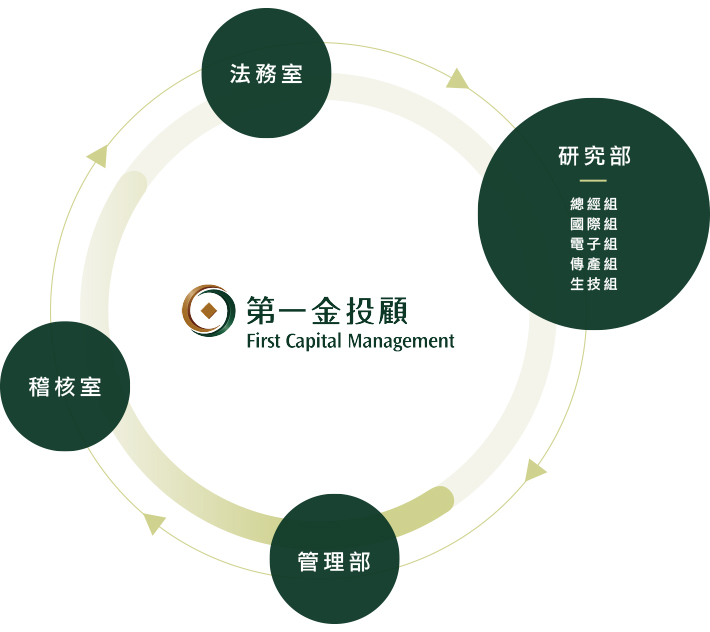 法務室
研究部
總經組
國際組
電子組
傳產組
生技組
第一金投顧
First Capital Management
稽核室
管理部